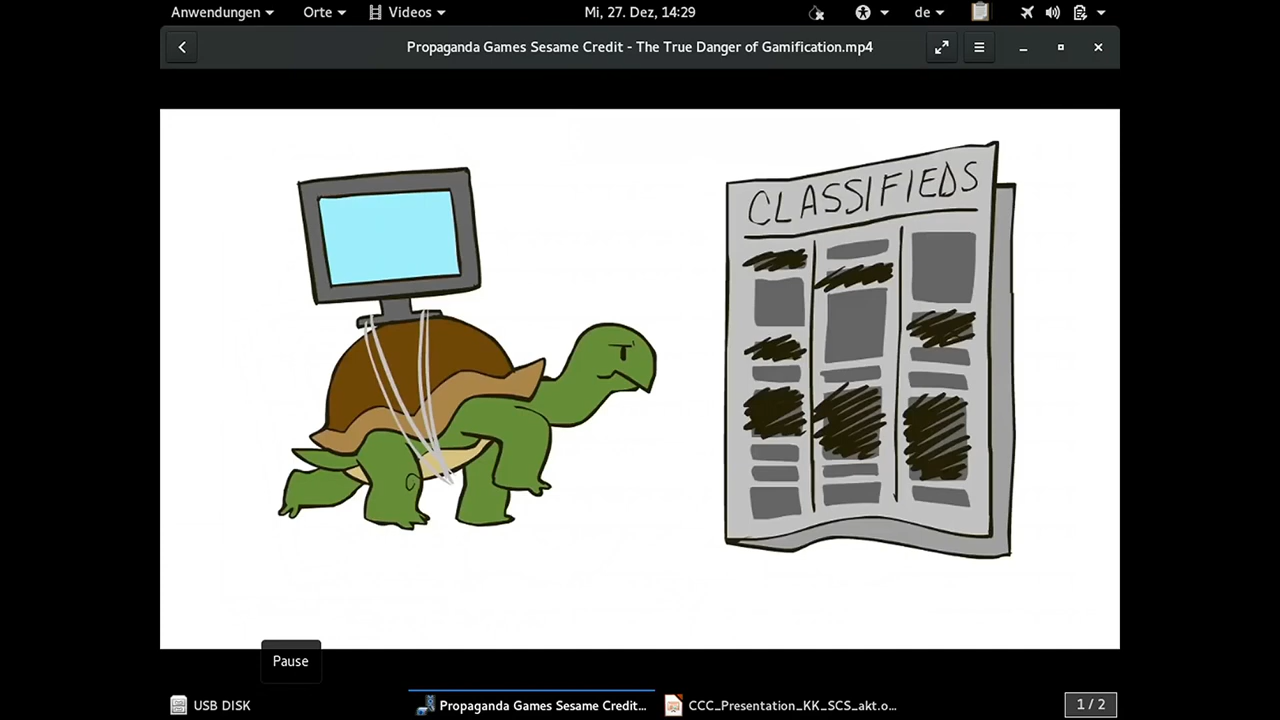 Anwendungen Orte Videos Mi, 27. Dez, 14:29 de
Propaganda Games Sesame Credit - The True Danger of Gamification.mp4
CLASSIFIEDS
Pause
USB DISK Propaganda Games Sesame Credit... CCC_Presentation_KK_SCS_akt.o... 1 / 2